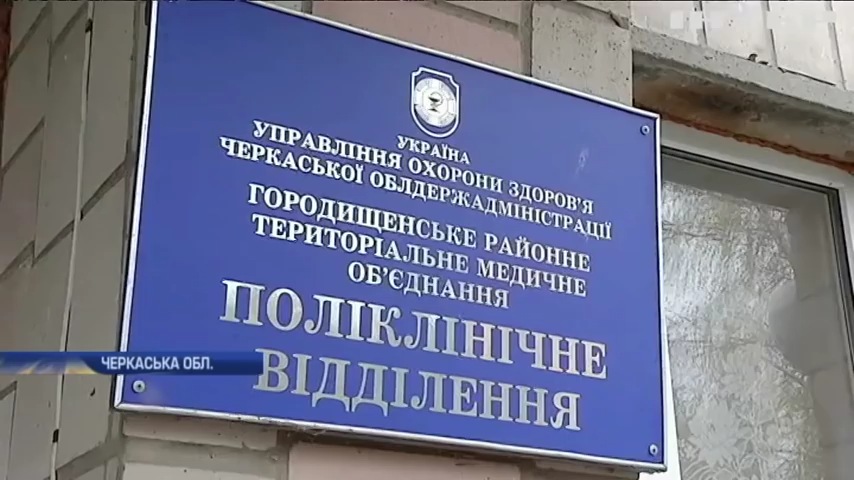 УКРАЇНА
УПРАВЛІННЯ ОХОРОНИ ЗДОРОВ'Я
ЧЕРКАСЬКОЇ ОБЛДЕРЖАДМІНІСТРАЦІЇ
ГОРОДИЩЕНСЬКЕ РАЙОННЕ
ТЕРИТОРІАЛЬНЕ МЕДИЧНЕ
ОБ'ЄДНАННЯ
ПОЛІКЛІНІЧНЕ
ВІДДІЛЕННЯ
ЧЕРКАСЬКА ОБЛ.